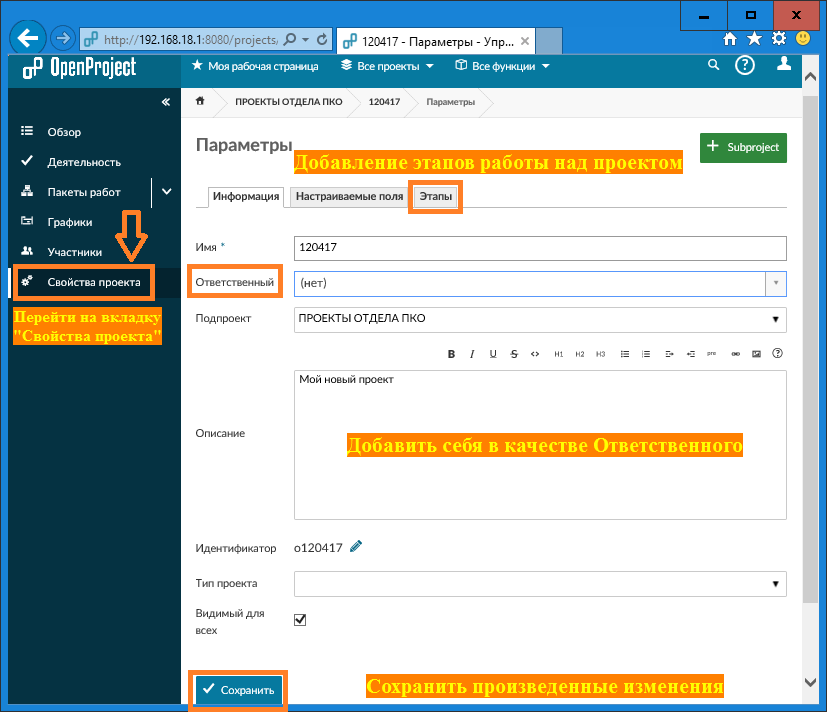 http://192.168.18.1:8080/projects/
120417 - Параметры - Упр...
OpenProject
Моя рабочая страница
Все проекты
Все функции
ПРОЕКТЫ ОТДЕЛА ПКО
120417
Параметры
Обзор
Деятельность
Пакеты работ
Графики
Участники
Свойства проекта
Перейти на вкладку
"Свойства проекта"
Параметры
Добавление этапов работы над проектом
+ Subproject
Информация
Настраиваемые поля
Этапы
Имя *
120417
Ответственный
(нет)
Подпроект
ПРОЕКТЫ ОТДЕЛА ПКО
B I U S <> H1 H2 H3 pre
Описание
Мой новый проект
Добавить себя в качестве Ответственного
Идентификатор
o120417
Тип проекта
Видимый для
всех
Сохранить
Сохранить произведенные изменения